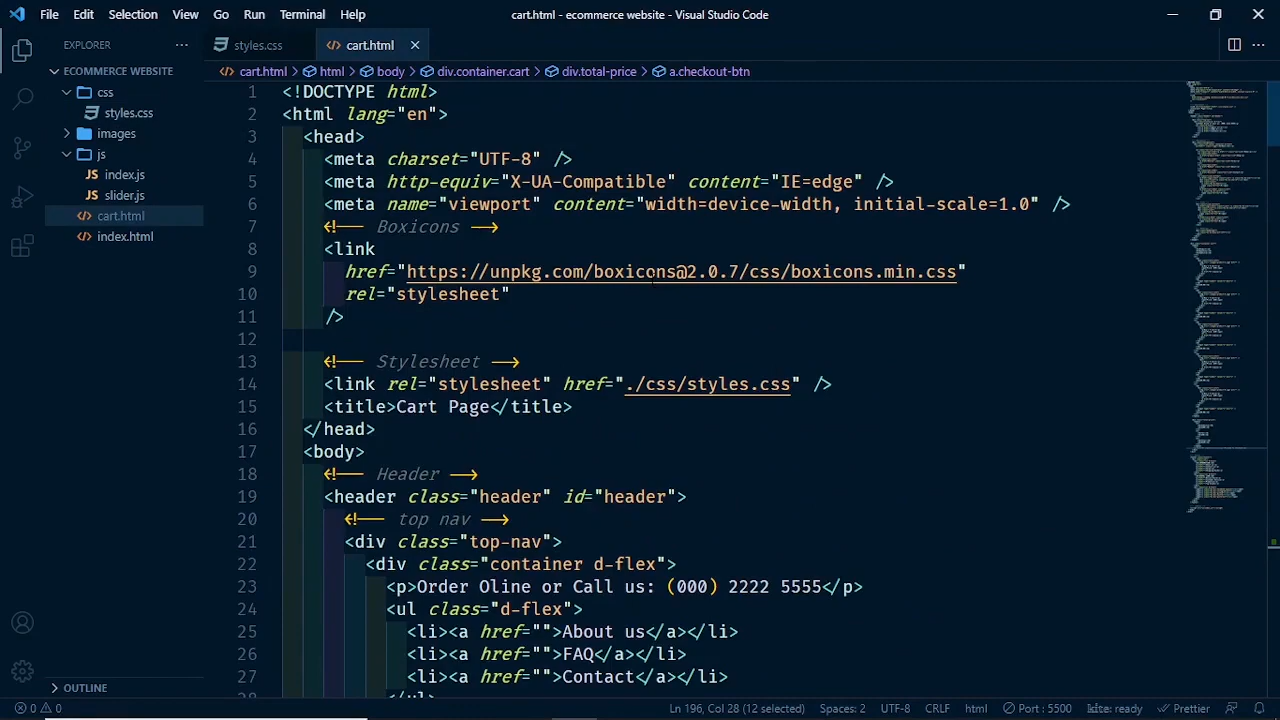 File Edit Selection View Go Run Terminal Help
cart.html - ecommerce website - Visual Studio Code
EXPLORER
styles.css
cart.html
ECOMMERCE WEBSITE
css
styles.css
images
js
JS index.js
JS slider.js
cart.html
index.html
OUTLINE
cart.html > html > body > div.container.cart > div.total-price > a.checkout-btn
1 <!DOCTYPE html>
2 <html lang="en">
3 <head>
4 <meta charset="UTF-8" />
5 <meta http-equiv="X-UA-Compatible" content="IE=edge" />
6 <meta name="viewport" content="width=device-width, initial-scale=1.0" />
7 <!-- Boxicons -->
8 <link
9 href="https://unpkg.com/boxicons@2.0.7/css/boxicons.min.css"
10 rel="stylesheet"
11 />
12
13 <!-- Stylesheet -->
14 <link rel="stylesheet" href="./css/styles.css" />
15 <title>Cart Page</title>
16 </head>
17 <body>
18 <!-- Header -->
19 <header class="header" id="header">
20 <!-- top nav -->
21 <div class="top-nav">
22 <div class="container d-flex">
23 <p>Order Oline or Call us: (000) 2222 5555</p>
24 <ul class="d-flex">
25 <li><a href="">About us</a></li>
26 <li><a href="">FAQ</a></li>
27 <li><a href="">Contact</a></li>
28 </ul>
0 0 Ln 196, Col 28 (12 selected) Spaces: 2 UTF-8 CRLF html Port : 5500 kite: ready Prettier